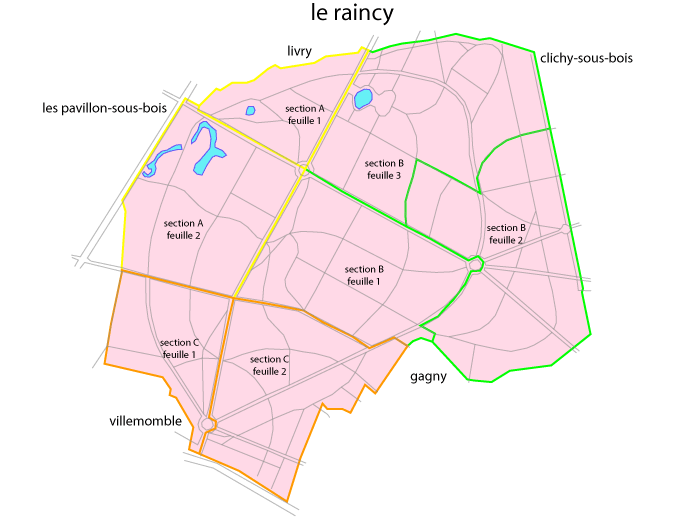 le raincy
livry
clichy-sous-bois
les pavillon-sous-bois
section A
feuille 1
section B
feuille 3
section A
feuille 2
section B
feuille 2
section B
feuille 1
section C
feuille 1
section C
feuille 2
gagny
villemomble